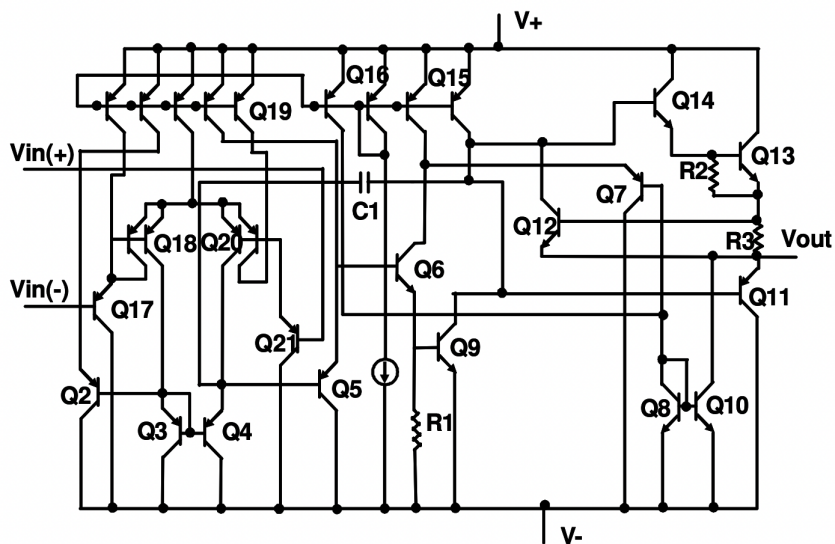 V+
Q16
Q15
Q19
Q14
Vin(+)
Q13
R2
Q7
C1
Q12
Q18
Q20
R3
Vout
Q6
Vin(-)
Q17
Q11
Q21
Q9
Q2
Q5
Q8
Q10
R1
Q3
Q4
V-